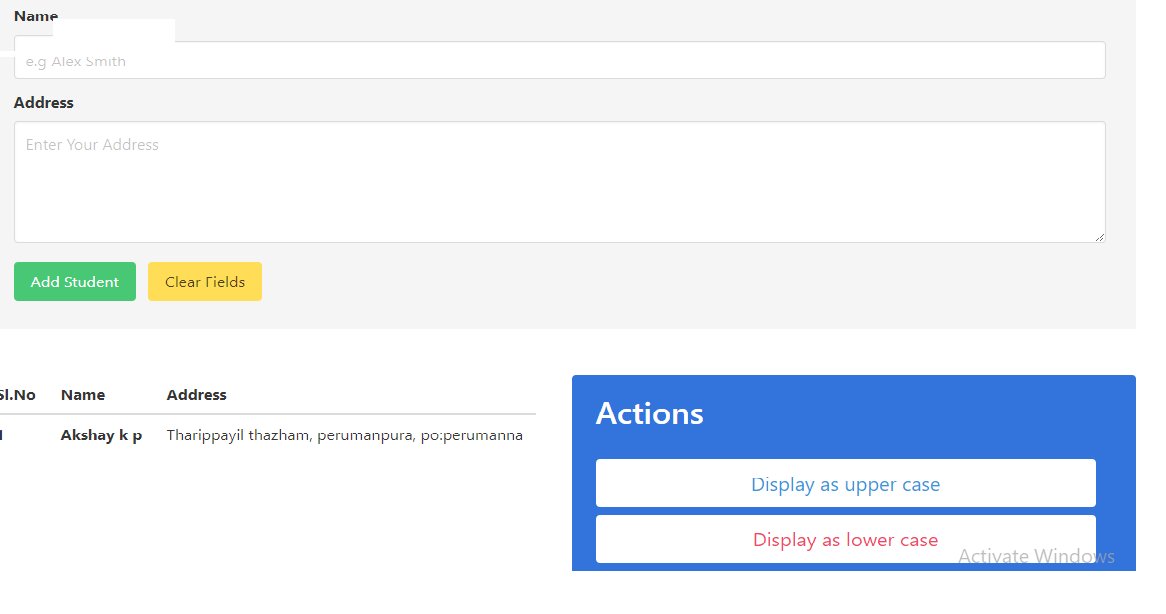 Name
e.g Alex Smith
Address
Enter Your Address
Add Student Clear Fields
Sl.No Name Address
1 Akshay k p Tharippayil thazham, perumanpura, po:perumanna
Actions
Display as upper case
Display as lower case
Activate Windows